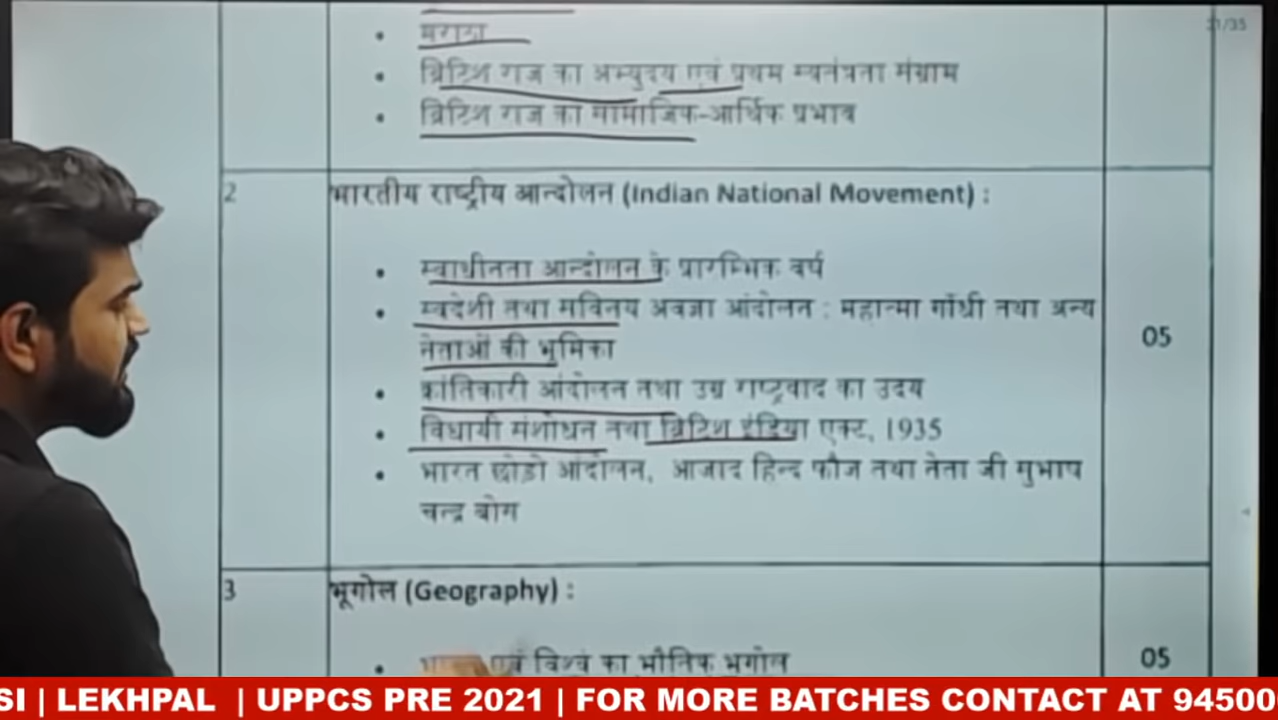 31/35
मराठा
ब्रिटिश राज का अभ्युदय एवं प्रथम स्वतंत्रता संग्राम
ब्रिटिश राज का सामाजिक-आर्थिक प्रभाव
2
भारतीय राष्ट्रीय आन्दोलन (Indian National Movement) :
स्वाधीनता आन्दोलन के प्रारम्भिक वर्ष
स्वदेशी तथा सविनय अवज्ञा आंदोलन : महात्मा गाँधी तथा अन्य
नेताओं की भूमिका
05
क्रांतिकारी आंदोलन तथा उग्र राष्ट्रवाद का उदय
विधायी संशोधन तथा ब्रिटिश इंडिया एक्ट, 1935
भारत छोडो आंदोलन, आजाद हिन्द फौज तथा नेता जी सुभाष
चन्द्र बोस
3
भूगोल (Geography) :
एवं विश्व का भौतिक भूगोल
05
SI | LEKHPAL | UPPCS PRE 2021 | FOR MORE BATCHES CONTACT AT 94500